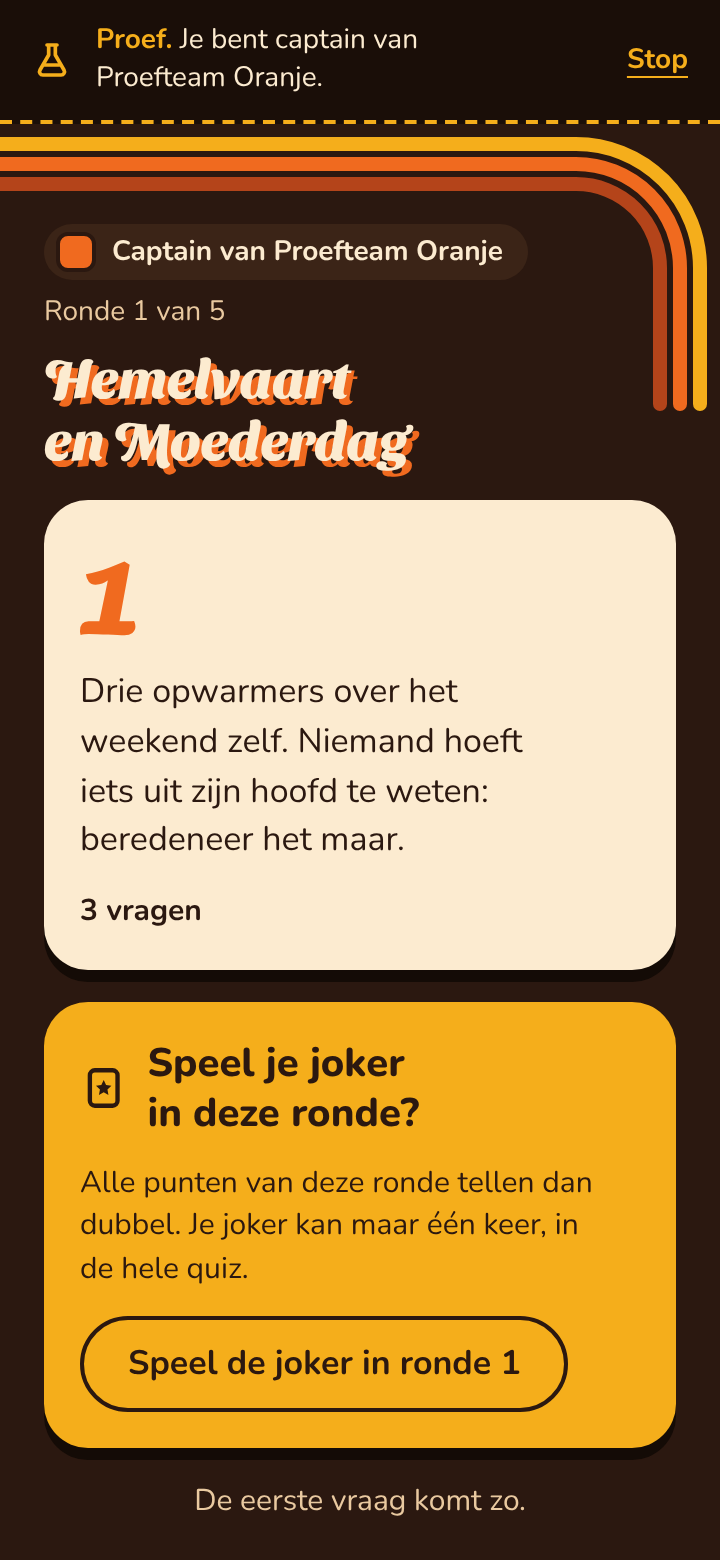 Proef. Je bent captain van
Proefteam Oranje.
Stop
Captain van Proefteam Oranje
Ronde 1 van 5
Hemelvaart
en Moederdag
1
Drie opwarmers over het
weekend zelf. Niemand hoeft
iets uit zijn hoofd te weten:
beredeneer het maar.
3 vragen
Speel je joker
in deze ronde?
Alle punten van deze ronde tellen dan
dubbel. Je joker kan maar één keer, in
de hele quiz.
Speel de joker in ronde 1
De eerste vraag komt zo.